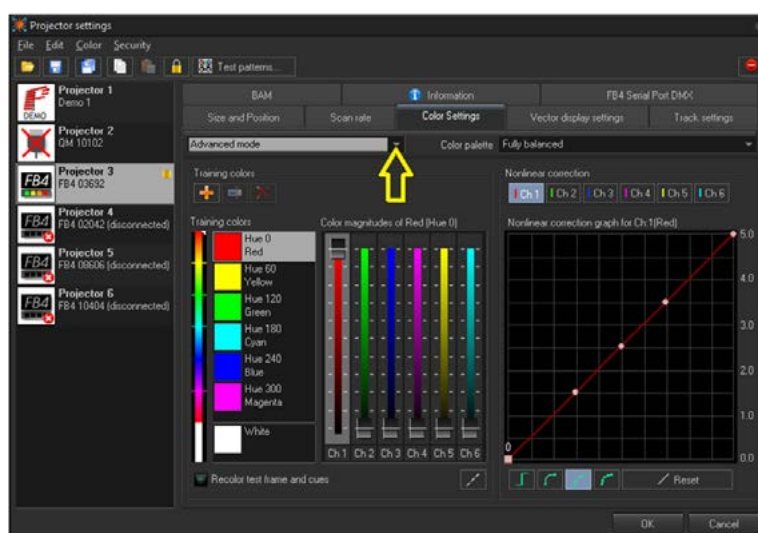 Projector settings
File Edit Color Security
Test patterns...
Projector 1
Demo 1
DEMO
Projector 2
QM 10102
Projector 3
FB4 03692
FB4
Projector 4
FB4 02042 (disconnected)
FB4
Projector 5
FB4 09606 (disconnected)
FB4
Projector 6
FB4 10404 (disconnected)
FB4
BAM Information FB4 Serial Port DMX
Size and Position Scan rate Color Settings Vector display settings Track settings
Advanced mode Color palette Fully balanced
Training colors Nonlinear correction
Ch 1 Ch 2 Ch 3 Ch 4 Ch 5 Ch 6
Training colors Color magnitudes of Red (Hue 0) Nonlinear correction graph for Ch 1(Red)
Hue 0
Red
Hue 60
Yellow
Hue 120
Green
Hue 180
Cyan
Hue 240
Blue
Hue 300
Magenta
White
Ch 1 Ch 2 Ch 3 Ch 4 Ch 5 Ch 6
5.0
4.0
3.0
2.0
1.0
0 0.0
Recolor test frame and cues Reset
OK Cancel